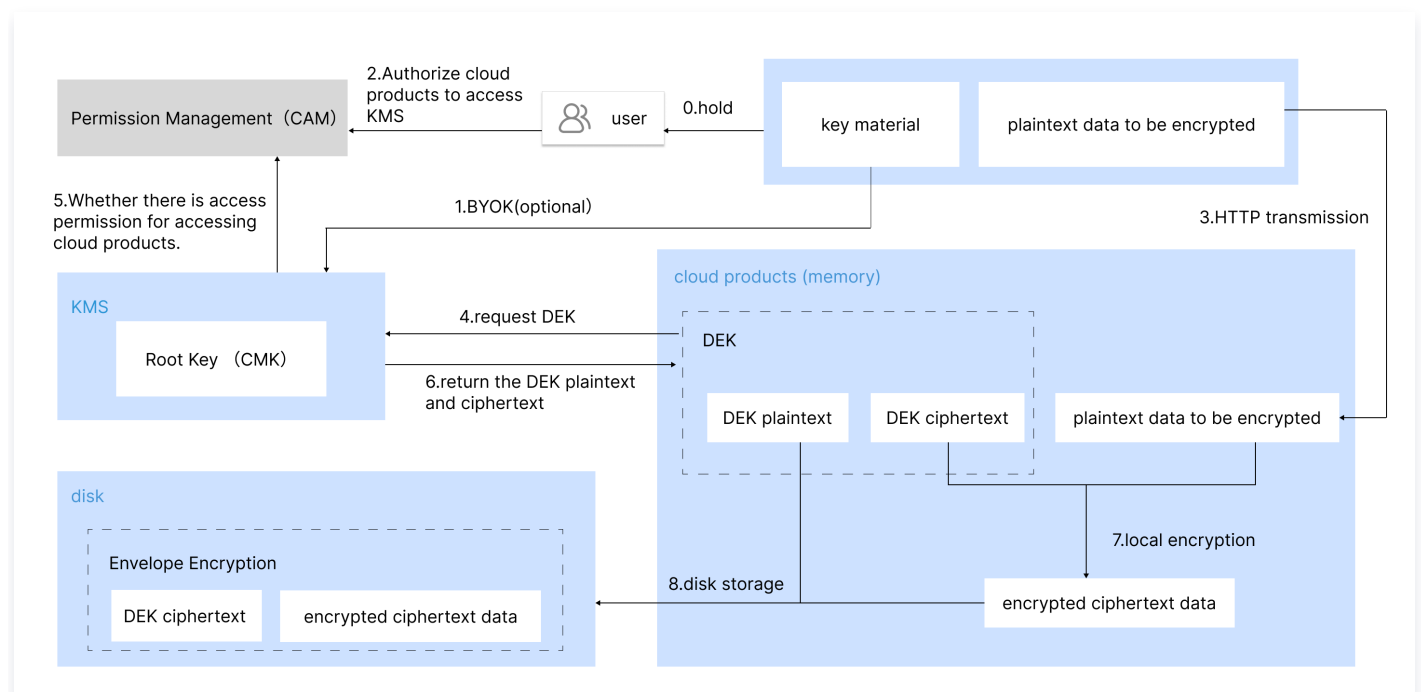 2.Authorize cloud
products to access
KMS
Permission Management（CAM）
user
0.hold
key material
plaintext data to be encrypted
5.Whether there is access
permission for accessing
cloud products.
1.BYOK(optional）
3.HTTP transmission
cloud products (memory)
KMS
4.request DEK
DEK
Root Key （CMK）
6.return the DEK plaintext
and ciphertext
DEK plaintext
DEK ciphertext
plaintext data to be encrypted
disk
7.local encryption
Envelope Encryption
8.disk storage
encrypted ciphertext data
DEK ciphertext
encrypted ciphertext data